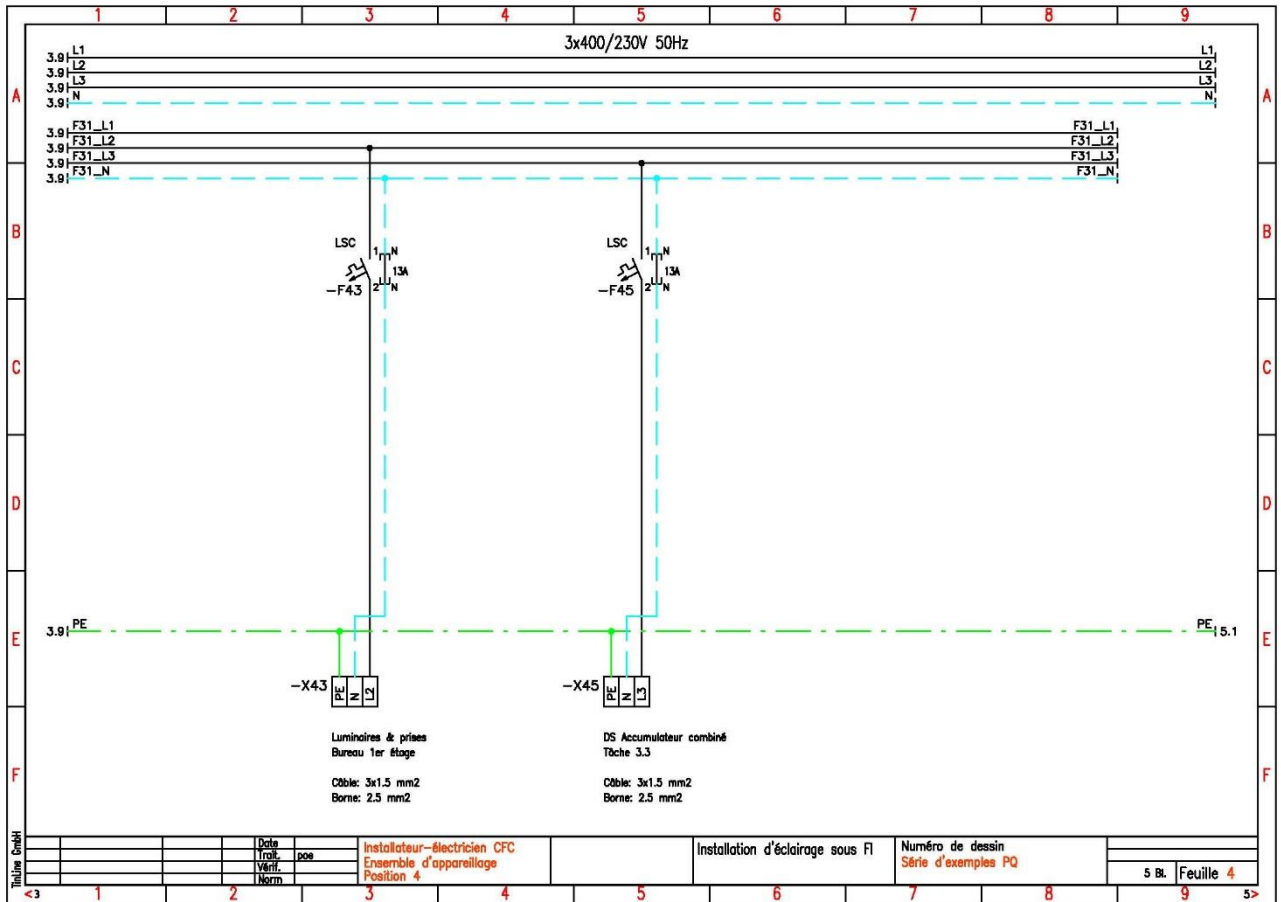 1 2 3 4 5 6 7 8 9
3x400/230V 50Hz
3.9 L1 L1
3.9 L2 L2
3.9 L3 L3
3.9 N N
A A
3.9 F31_L1 F31_L1
3.9 F31_L2 F31_L2
3.9 F31_L3 F31_L3
3.9 F31_N F31_N
B B
LSC 1 N LSC 1 N
13A 13A
-F43 2 N -F45 2 N
C C
D D
3.9 PE PE 5.1
E E
-X43 PE N L2 -X45 PE N L3
Luminaires & prises
Bureau 1er étage
Câble: 3x1.5 mm2
Borne: 2.5 mm2
DS Accumulateur combiné
Tâche 3.3
Câble: 3x1.5 mm2
Borne: 2.5 mm2
F F
TinLine GmbH
Date
Trait. poe
Vérif.
Norm
Installateur-électricien CFC
Ensemble d'appareillage
Position 4
Installation d'éclairage sous FI
Numéro de dessin
Série d'exemples PQ
5 Bl. Feuille 4
<3 1 2 3 4 5 6 7 8 9 5>